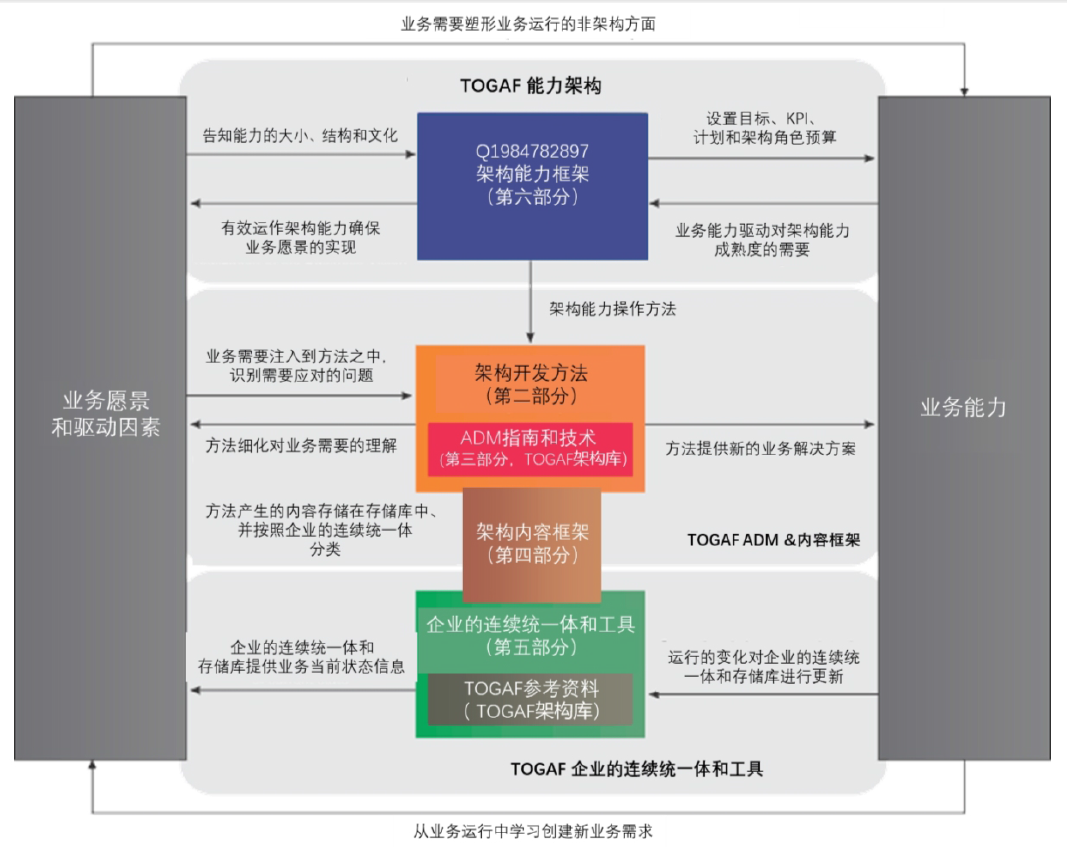 业务需要塑形业务运行的非架构方面
TOGAF 能力架构
告知能力的大小、结构和文化
Q1984782897
架构能力框架
（第六部分）
设置目标、KPI、
计划和架构角色预算
有效运作架构能力确保
业务愿景的实现
业务能力驱动对架构能力
成熟度的需要
架构能力操作方法
业务愿景
和驱动因素
业务需要注入到方法之中，
识别需要应对的问题
架构开发方法
（第二部分）
业务能力
方法细化对业务需要的理解
ADM指南和技术
(第三部分，TOGAF架构库)
方法提供新的业务解决方案
方法产生的内容存储在存储库中、
并按照企业的连续统一体
分类
架构内容框架
（第四部分）
TOGAF ADM &内容框架
企业的连续统一体和
存储库提供业务当前状态信息
企业的连续统一体和工具
（第五部分）
TOGAF参考资料
（ TOGAF架构库）
运行的变化对企业的连续统
一体和存储库进行更新
TOGAF 企业的连续统一体和工具
从业务运行中学习创建新业务需求